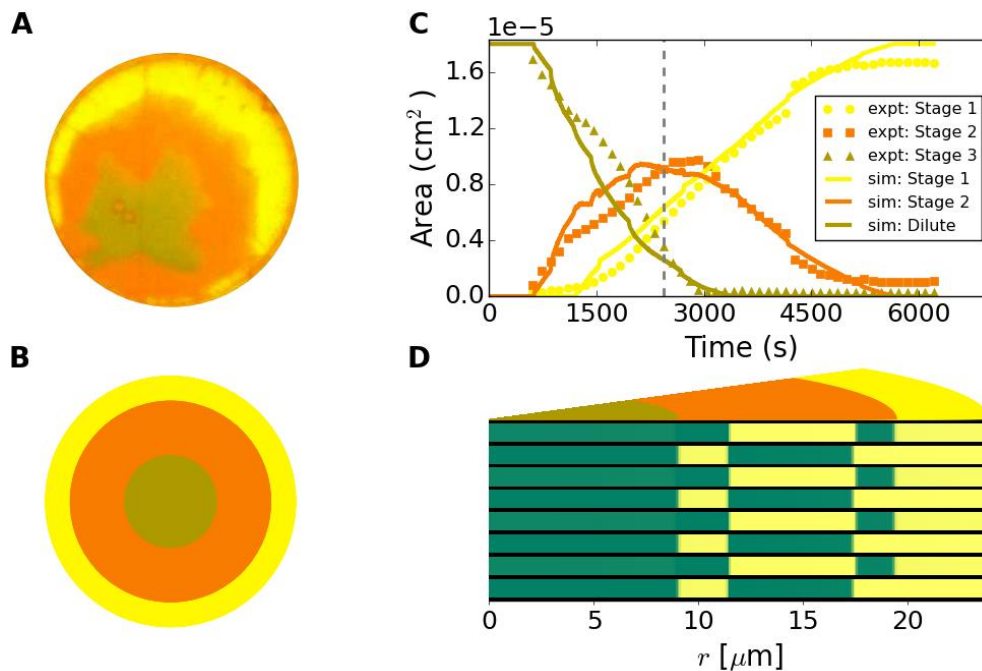 A
C
1e−5
1.6
1.2
0.8
0.4
0.0
Area (cm²)
expt: Stage 1
expt: Stage 2
expt: Stage 3
sim: Stage 1
sim: Stage 2
sim: Dilute
0 1500 3000 4500 6000
Time (s)
B
D
0 5 10 15 20
r [μm]